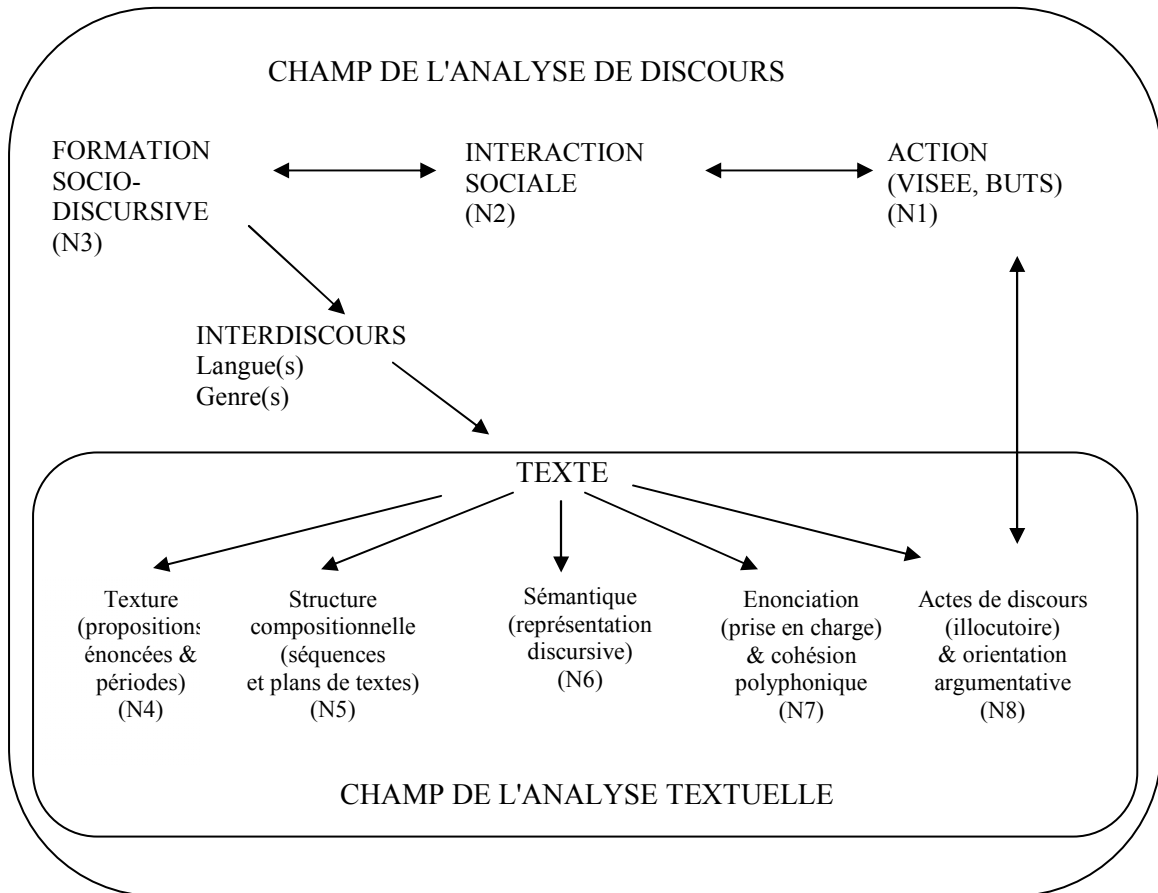 CHAMP DE L'ANALYSE DE DISCOURS
FORMATION
SOCIO-
DISCURSIVE
(N3)
INTERACTION
SOCIALE
(N2)
ACTION
(VISEE, BUTS)
(N1)
INTERDISCOURS
Langue(s)
Genre(s)
TEXTE
Texture
(propositions
énoncées &
périodes)
(N4)
Structure
compositionnelle
(séquences
et plans de textes)
(N5)
Sémantique
(représentation
discursive)
(N6)
Enonciation
(prise en charge)
& cohésion
polyphonique
(N7)
Actes de discours
(illocutoire)
& orientation
argumentative
(N8)
CHAMP DE L'ANALYSE TEXTUELLE